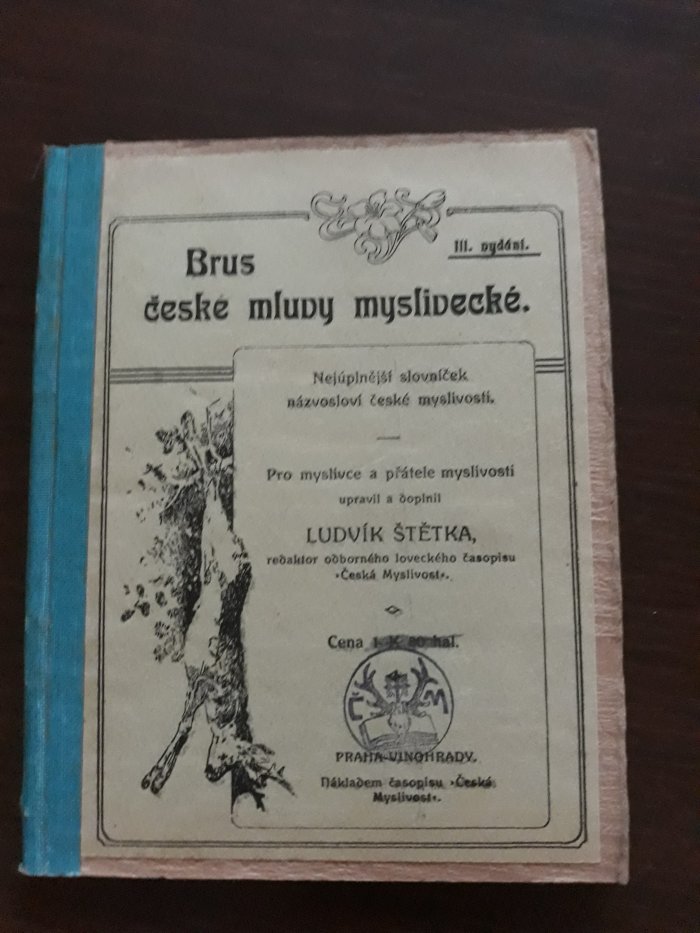 III. vydání.
Brus
české mluvy myslivecké.
Nejúplnější slovníček
názvosloví české myslivosti.
Pro myslivce a přátele myslivosti
upravil a doplnil
LUDVÍK ŠTĚTKA,
redaktor odborného loveckého časopisu
»Česká Myslivost«.
Cena 1 K 80 hal.
Č M
PRAHA-VINOHRADY.
Nákladem časopisu »Česká
Myslivost«.